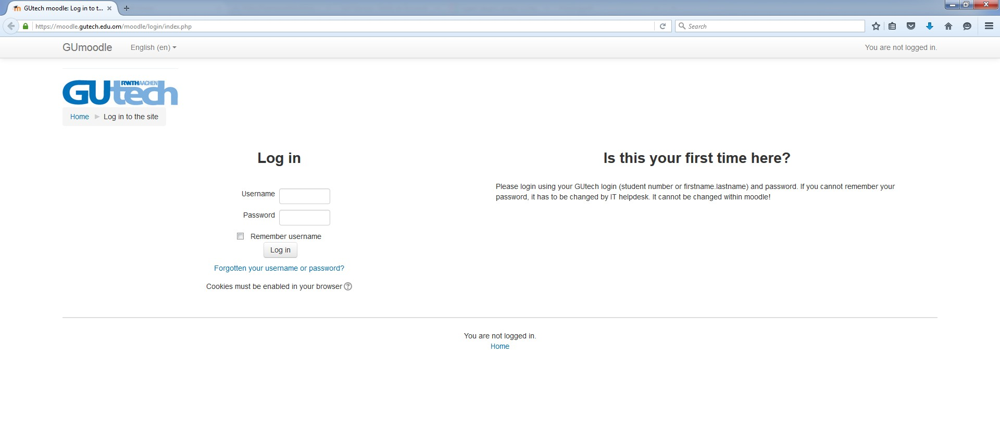 GUtech moodle: Log in to t...
https://moodle.gutech.edu.om/moodle/login/index.php
Search
GUmoodle
English (en)
You are not logged in.
GUtech RWTHAACHEN
Home
Log in to the site
Log in
Username
Password
Remember username
Log in
Forgotten your username or password?
Cookies must be enabled in your browser
Is this your first time here?
Please login using your GUtech login (student number or firstname.lastname) and password. If you cannot remember your
password, it has to be changed by IT helpdesk. It cannot be changed within moodle!
You are not logged in.
Home